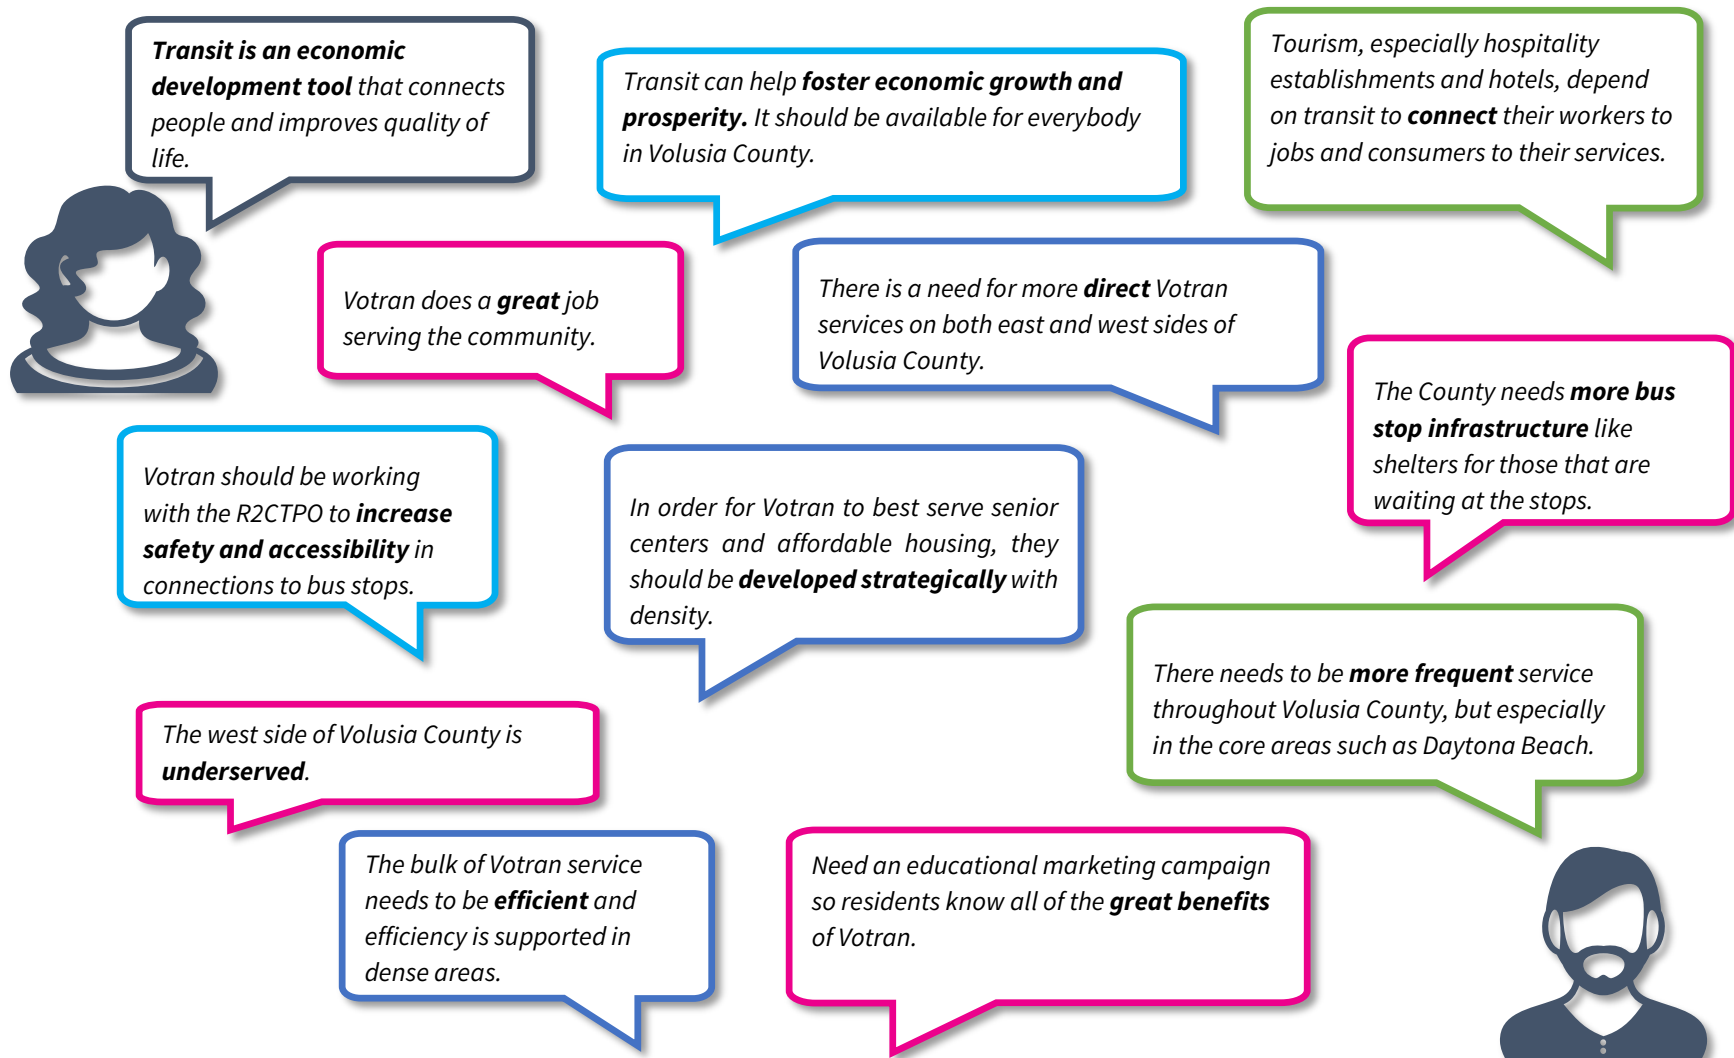 Transit is an economic
development tool that connects
people and improves quality of
life.
Transit can help foster economic growth and
prosperity. It should be available for everybody
in Volusia County.
Tourism, especially hospitality
establishments and hotels, depend
on transit to connect their workers to
jobs and consumers to their services.
Votran does a great job
serving the community.
There is a need for more direct Votran
services on both east and west sides of
Volusia County.
The County needs more bus
stop infrastructure like
shelters for those that are
waiting at the stops.
Votran should be working
with the R2CTPO to increase
safety and accessibility in
connections to bus stops.
In order for Votran to best serve senior
centers and affordable housing, they
should be developed strategically with
density.
There needs to be more frequent service
throughout Volusia County, but especially
in the core areas such as Daytona Beach.
The west side of Volusia County is
underserved.
The bulk of Votran service
needs to be efficient and
efficiency is supported in
dense areas.
Need an educational marketing campaign
so residents know all of the great benefits
of Votran.